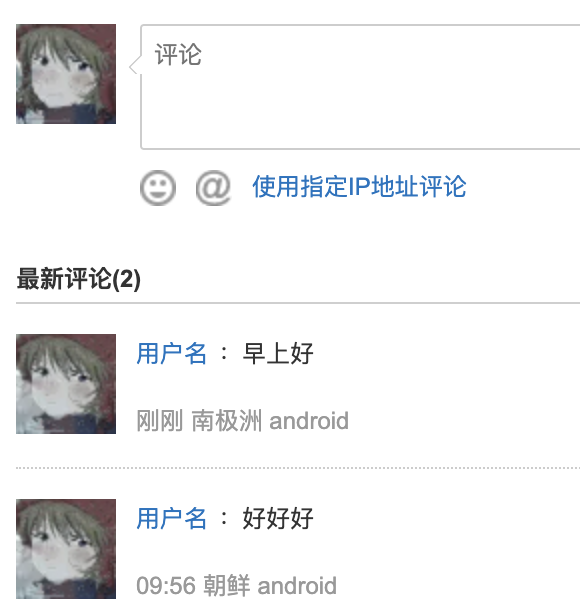 评论
@ 使用指定IP地址评论
最新评论(2)
用户名 ： 早上好
刚刚 南极洲 android
用户名 ： 好好好
09:56 朝鲜 android